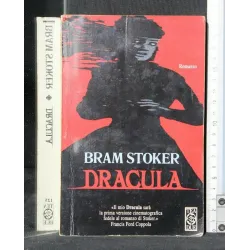 BRAM STOKER
DRACULA
Romanzo
BRAM STOKER
DRACULA
«Il mio Dracula sarà
la prima versione cinematografica
fedele al romanzo di Stoker.»
Francis Ford Coppola